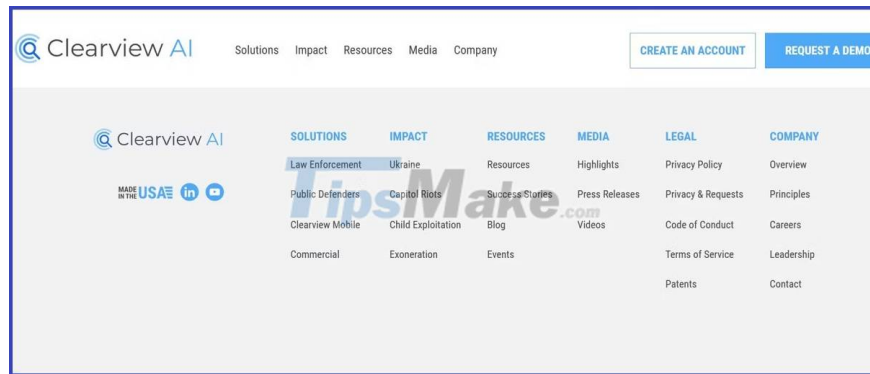 Clearview AI Solutions Impact Resources Media Company CREATE AN ACCOUNT REQUEST A DEMO
Clearview AI SOLUTIONS IMPACT RESOURCES MEDIA LEGAL COMPANY
Law Enforcement Ukraine Resources Highlights Privacy Policy Overview
MADE IN THE USA in Public Defenders Capitol Riots Success Stories Press Releases Privacy & Requests Principles
TipsMake.com
Clearview Mobile Child Exploitation Blog Videos Code of Conduct Careers
Commercial Exoneration Events Terms of Service Leadership
Patents Contact